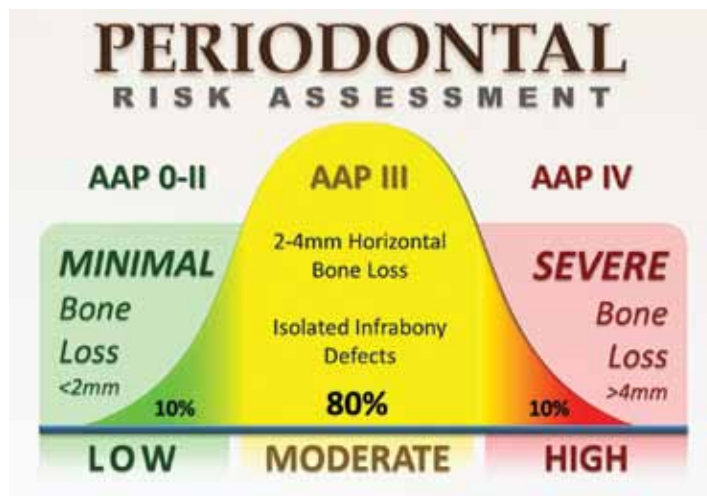 PERIODONTAL
RISK ASSESSMENT
AAP 0-II
AAP III
AAP IV
MINIMAL
Bone
Loss
<2mm
10%
2-4mm Horizontal
Bone Loss
Isolated Infrabony
Defects
80%
SEVERE
Bone
Loss
>4mm
10%
LOW
MODERATE
HIGH